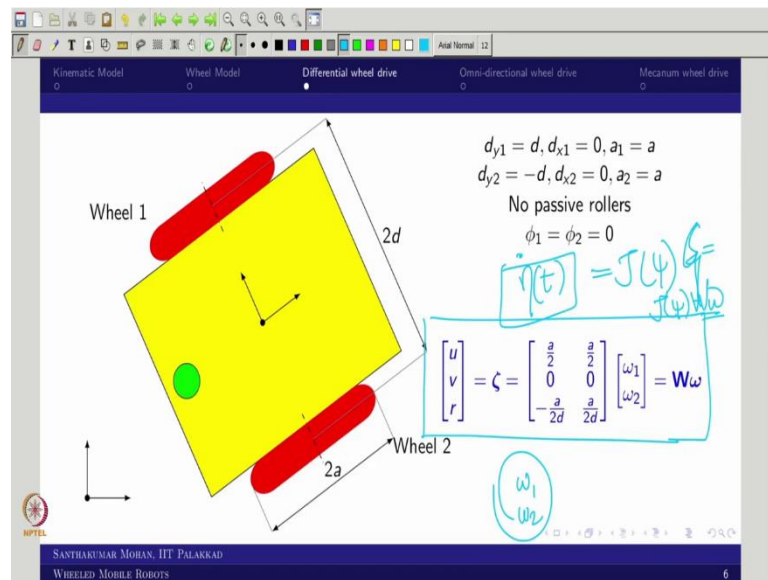 Arial Normal 12
Kinematic Model Wheel Model Differential wheel drive Omni-directional wheel drive Mecanum wheel drive
Wheel 1
2d
Wheel 2
2a
d_{y1} = d, d_{x1} = 0, a_1 = a
d_{y2} = −d, d_{x2} = 0, a_2 = a
No passive rollers
ϕ_1 = ϕ_2 = 0
η̇(t) = J(ψ) ζ =
J(ψ) Wω
[u v r] = ζ = [a/2 a/2; 0 0; −a/2d a/2d] [ω_1 ω_2] = Wω
ω_1
ω_2
NPTEL
SANTHAKUMAR MOHAN, IIT PALAKKAD
WHEELED MOBILE ROBOTS 6